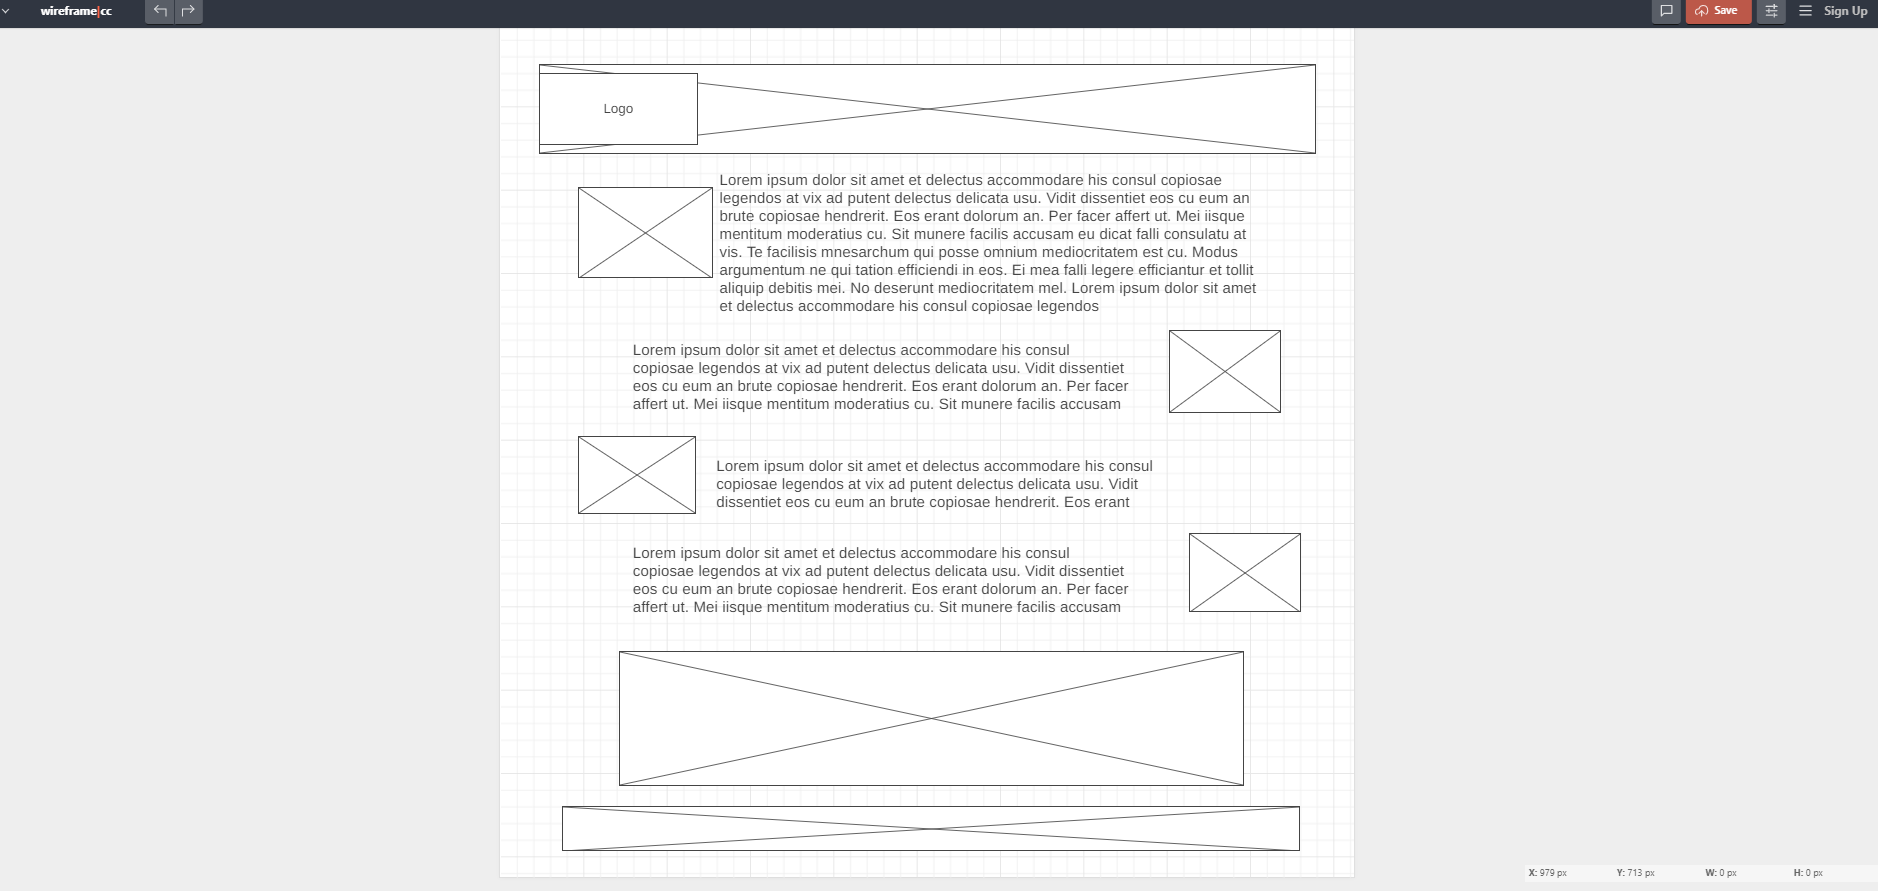 wireframe|cc
Save
Sign Up
Logo
Lorem ipsum dolor sit amet et delectus accommodare his consul copiosae
legendos at vix ad putent delectus delicata usu. Vidit dissentiet eos cu eum an
brute copiosae hendrerit. Eos erant dolorum an. Per facer affert ut. Mei iisque
mentitum moderatius cu. Sit munere facilis accusam eu dicat falli consulatu at
vis. Te facilisis mnesarchum qui posse omnium mediocritatem est cu. Modus
argumentum ne qui tation efficiendi in eos. Ei mea falli legere efficiantur et tollit
aliquip debitis mei. No deserunt mediocritatem mel. Lorem ipsum dolor sit amet
et delectus accommodare his consul copiosae legendos
Lorem ipsum dolor sit amet et delectus accommodare his consul
copiosae legendos at vix ad putent delectus delicata usu. Vidit dissentiet
eos cu eum an brute copiosae hendrerit. Eos erant dolorum an. Per facer
affert ut. Mei iisque mentitum moderatius cu. Sit munere facilis accusam
Lorem ipsum dolor sit amet et delectus accommodare his consul
copiosae legendos at vix ad putent delectus delicata usu. Vidit
dissentiet eos cu eum an brute copiosae hendrerit. Eos erant
Lorem ipsum dolor sit amet et delectus accommodare his consul
copiosae legendos at vix ad putent delectus delicata usu. Vidit dissentiet
eos cu eum an brute copiosae hendrerit. Eos erant dolorum an. Per facer
affert ut. Mei iisque mentitum moderatius cu. Sit munere facilis accusam
X: 979 px Y: 713 px W: 0 px H: 0 px